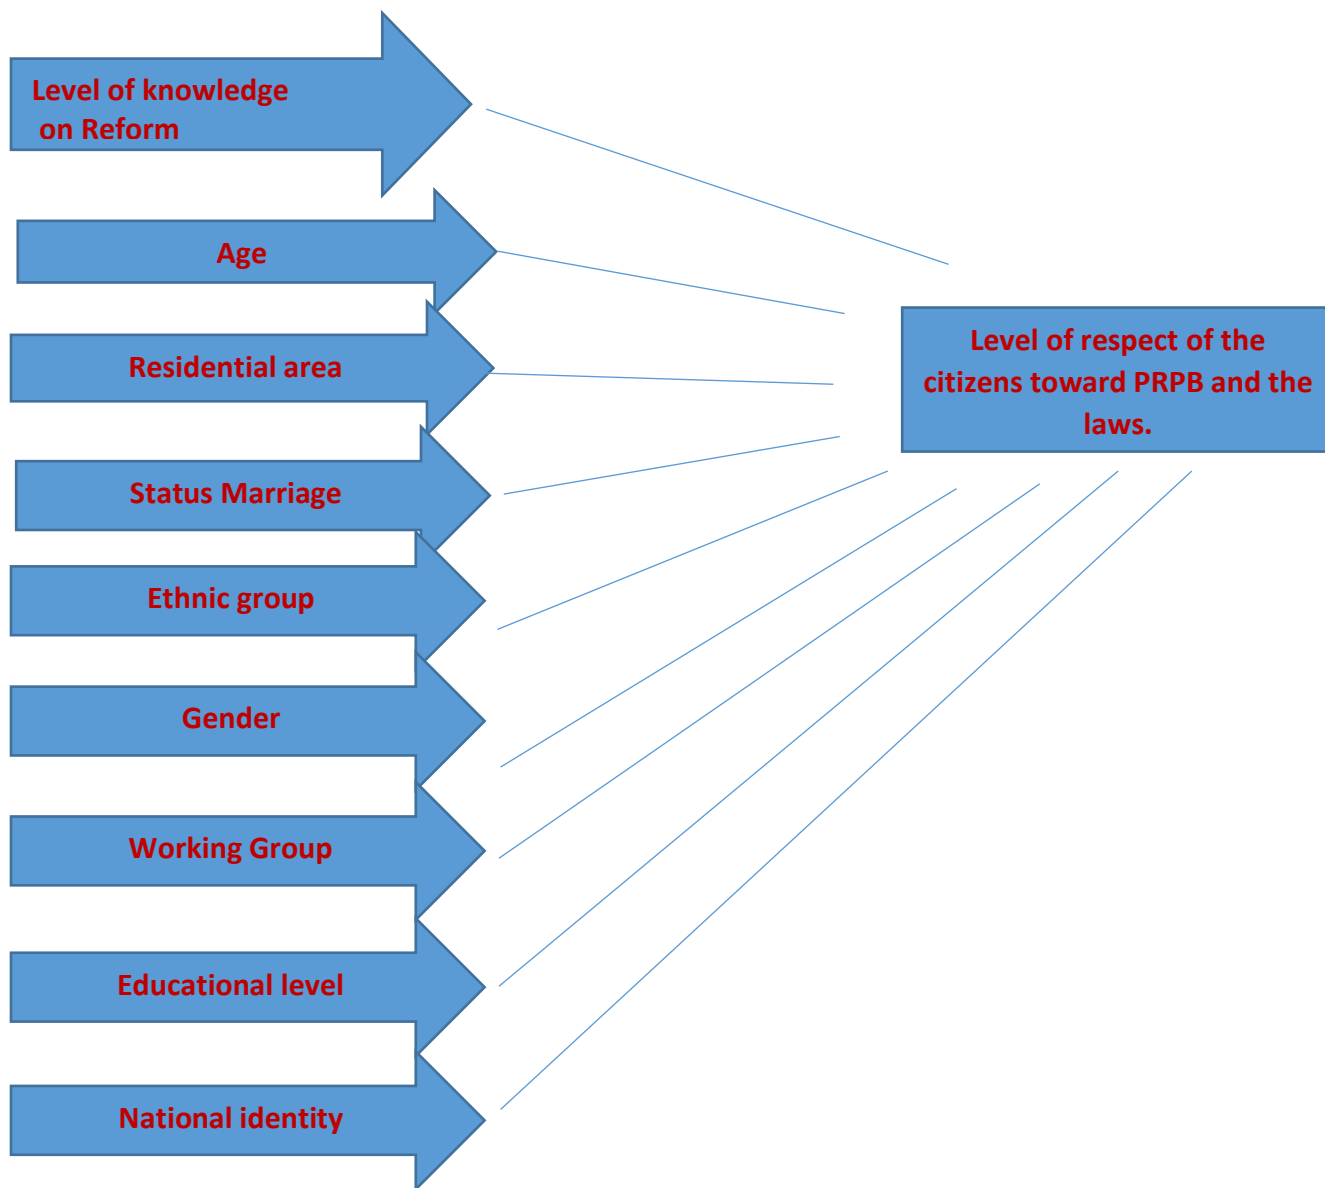 Level of knowledge
on Reform
Age
Residential area
Status Marriage
Ethnic group
Gender
Working Group
Educational level
National identity
Level of respect of the
citizens toward PRPB and the
laws.